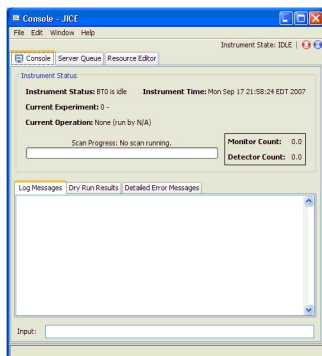 Console - JICE
File Edit Window Help
Instrument State: IDLE |
Console Server Queue Resource Editor
Instrument Status
Instrument Status: BT0 is idle Instrument Time: Mon Sep 17 21:58:24 EDT 2007
Current Experiment: 0 -
Current Operation: None (run by N/A)
Scan Progress: No scan running.
Monitor Count: 0.0
Detector Count: 0.0
Log Messages Dry Run Results Detailed Error Messages
Input: